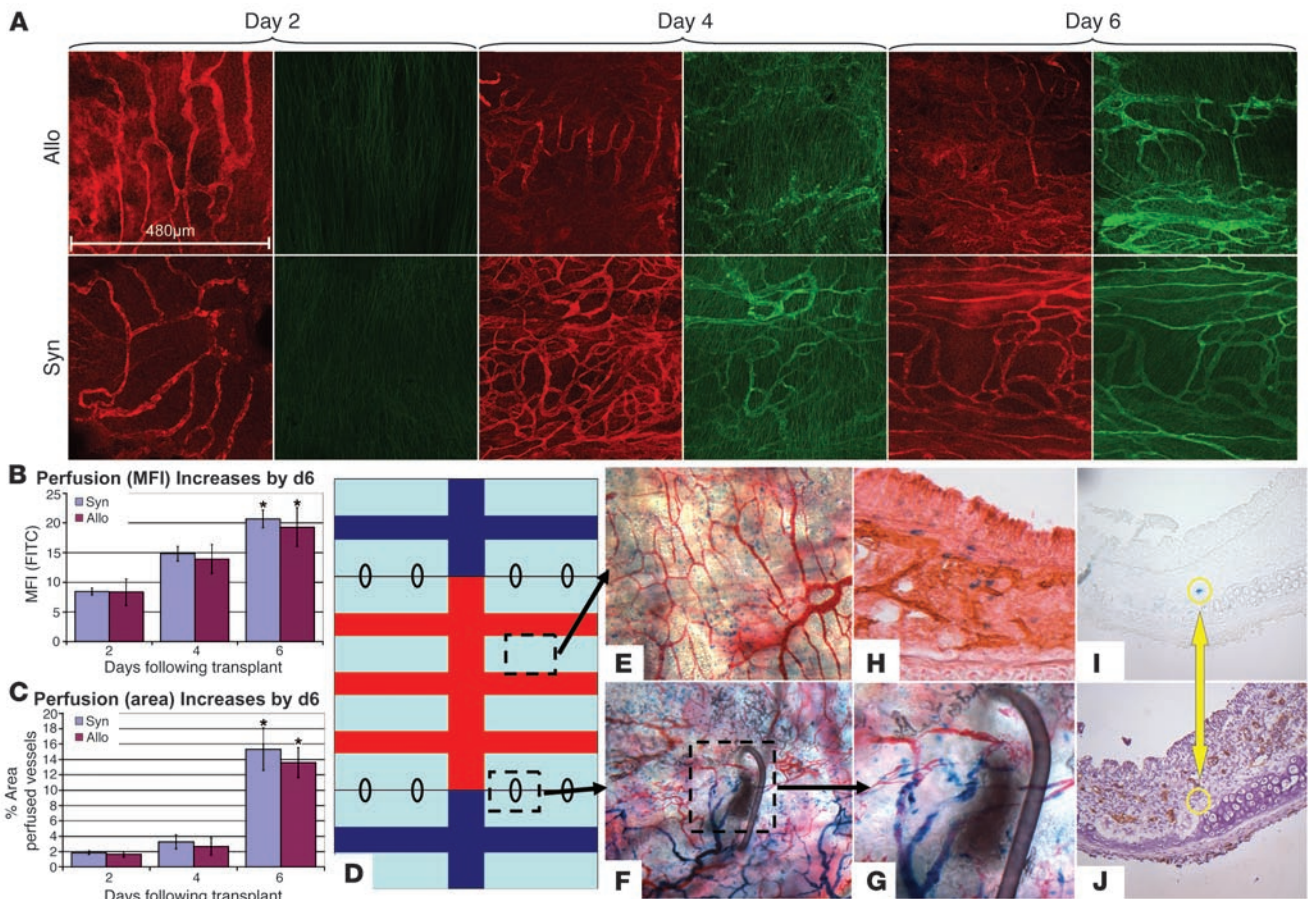 A
Day 2
Day 4
Day 6
Allo
480µm
Syn
B
Perfusion (MFI) Increases by d6
MFI (FITC)
25
20
15
10
5
0
Syn
Allo
*
*
2
4
6
Days following transplant
C
Perfusion (area) Increases by d6
% Area
perfused vessels
20
18
16
14
12
10
8
6
4
2
0
Syn
Allo
*
*
2
4
6
Days following transplant
D
E
H
I
F
G
J